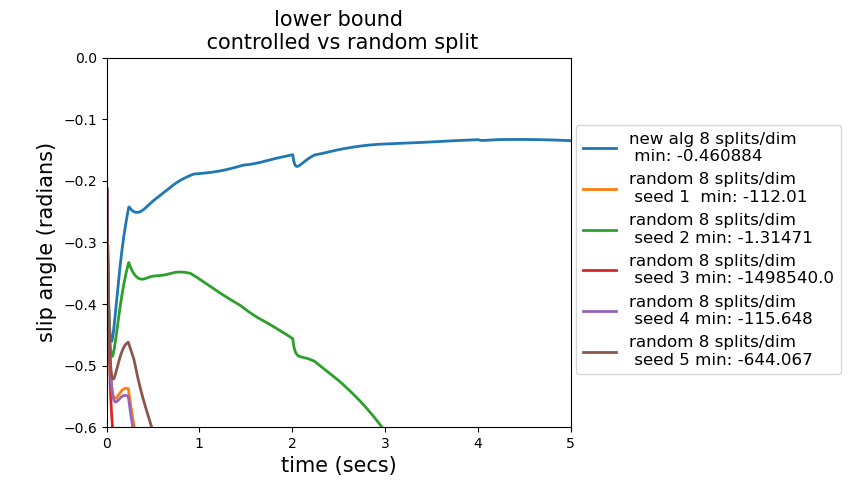 lower bound
controlled vs random split
0.0
−0.1
−0.2
−0.3
−0.4
−0.5
−0.6
slip angle (radians)
0
1
2
3
4
5
time (secs)
new alg 8 splits/dim
min: -0.460884
random 8 splits/dim
seed 1  min: -112.01
random 8 splits/dim
seed 2 min: -1.31471
random 8 splits/dim
seed 3 min: -1498540.0
random 8 splits/dim
seed 4 min: -115.648
random 8 splits/dim
seed 5 min: -644.067